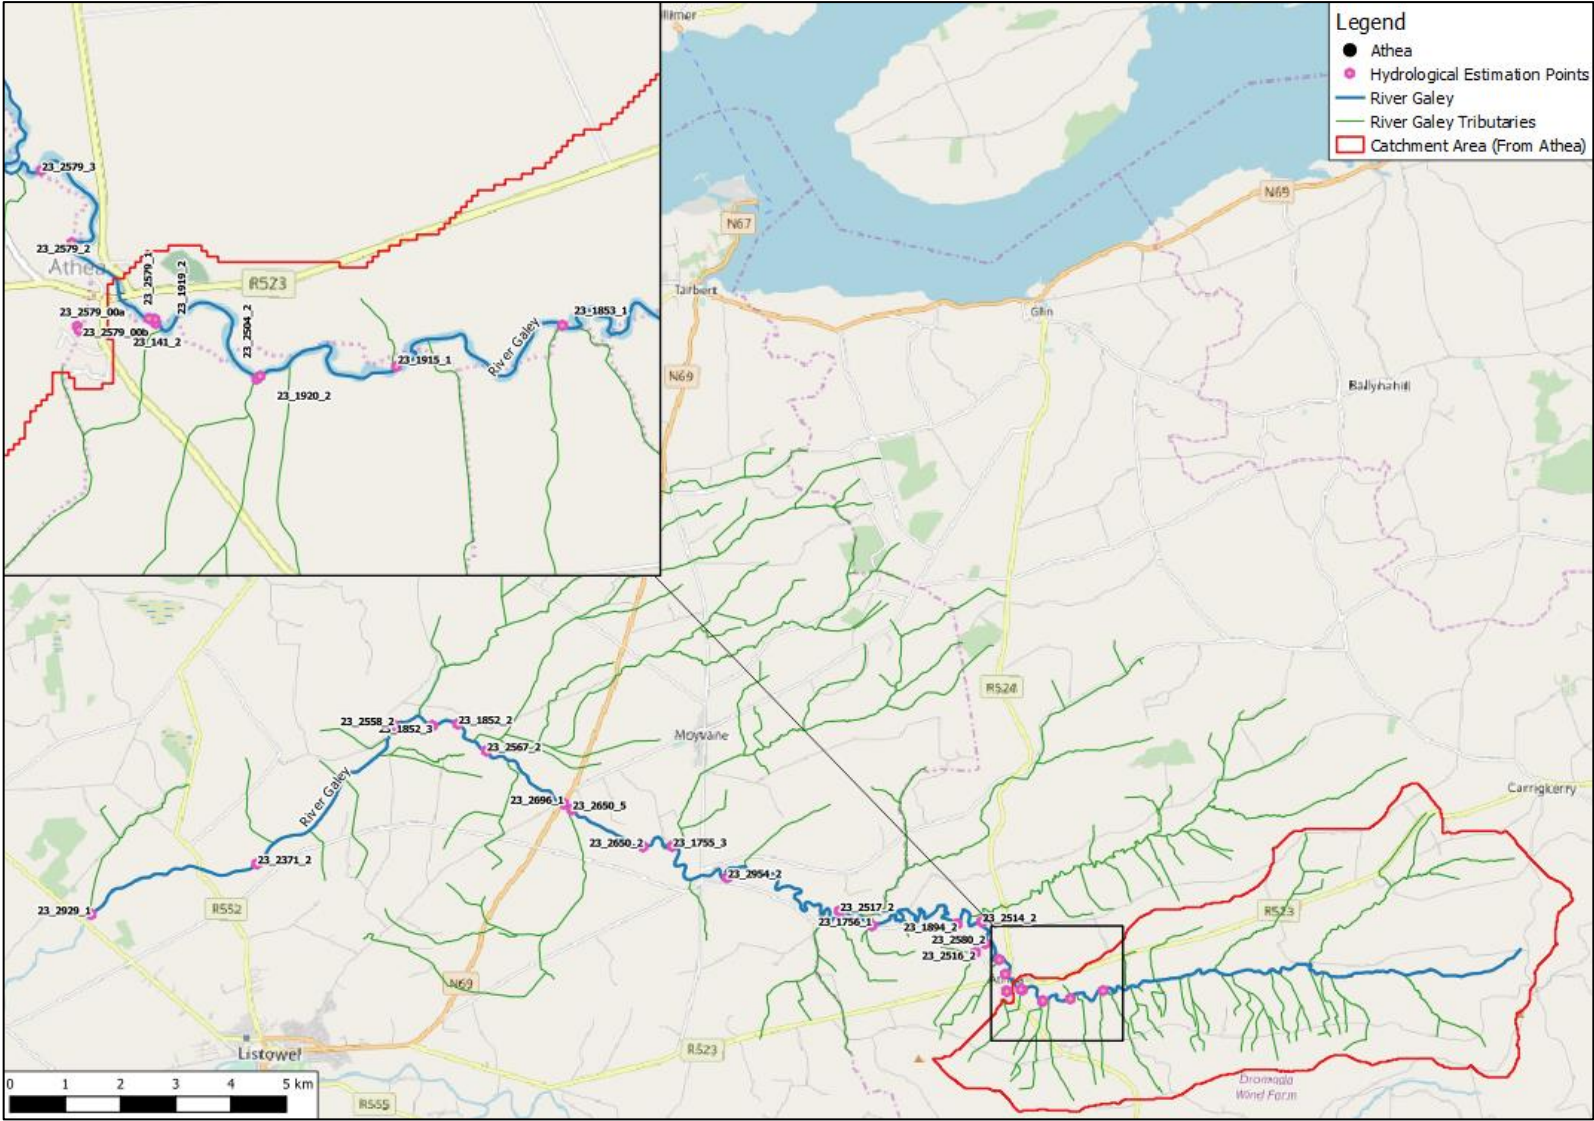 Legend
Athea
Hydrological Estimation Points
River Galey
River Galey Tributaries
Catchment Area (From Athea)
N67
N69
Tarbert
Glin
N69
Ballyhahill
R524
Moyvane
Carrigkerry
R523
23_2579_3
23_2579_2
Athea
23_2579_1
23_1919_2
R523
23_2579_00a
23_2579_00b
23_141_2
23_2504_2
23_1853_1
River Galey
23_1915_1
23_1920_2
23_2558_2
23_1852_3
23_1852_2
23_2567_2
River Galey
23_2696_1
23_2650_5
23_2650_2
23_1755_3
23_2371_2
23_2954_2
23_2929_1
R552
23_2517_2
23_1756_1
23_1894_2
23_2514_2
23_2580_2
23_2516_2
N69
Listowel
R523
Dromada
Wind Farm
0 1 2 3 4 5 km
R555